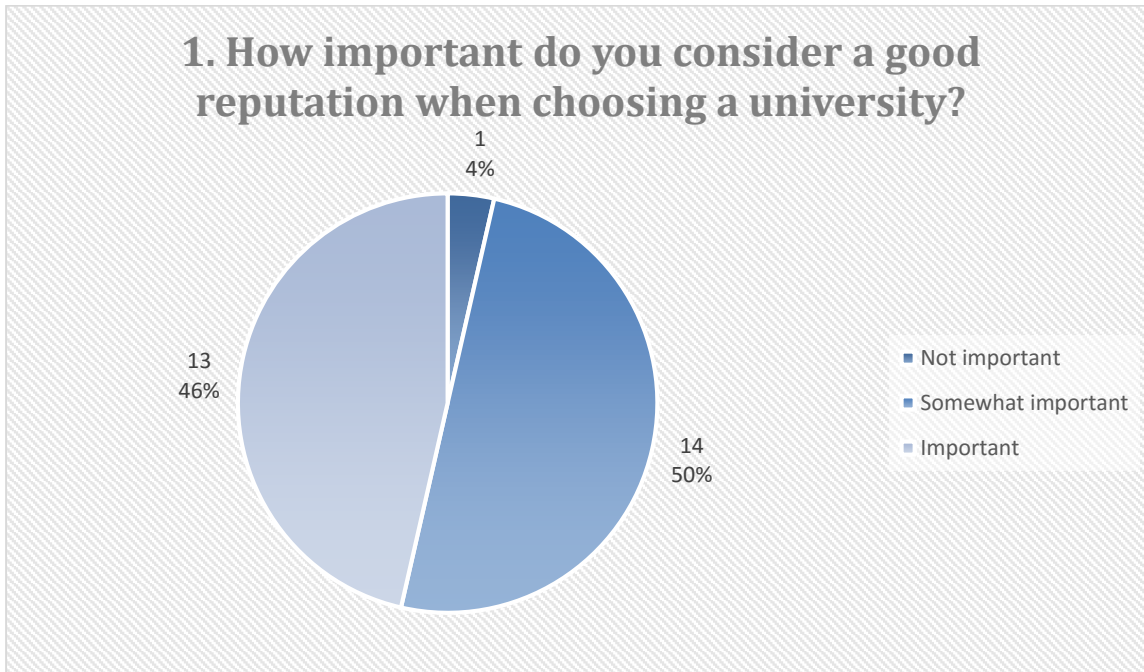 1. How important do you consider a good
reputation when choosing a university?
1
4%
13
46%
14
50%
Not important
Somewhat important
Important